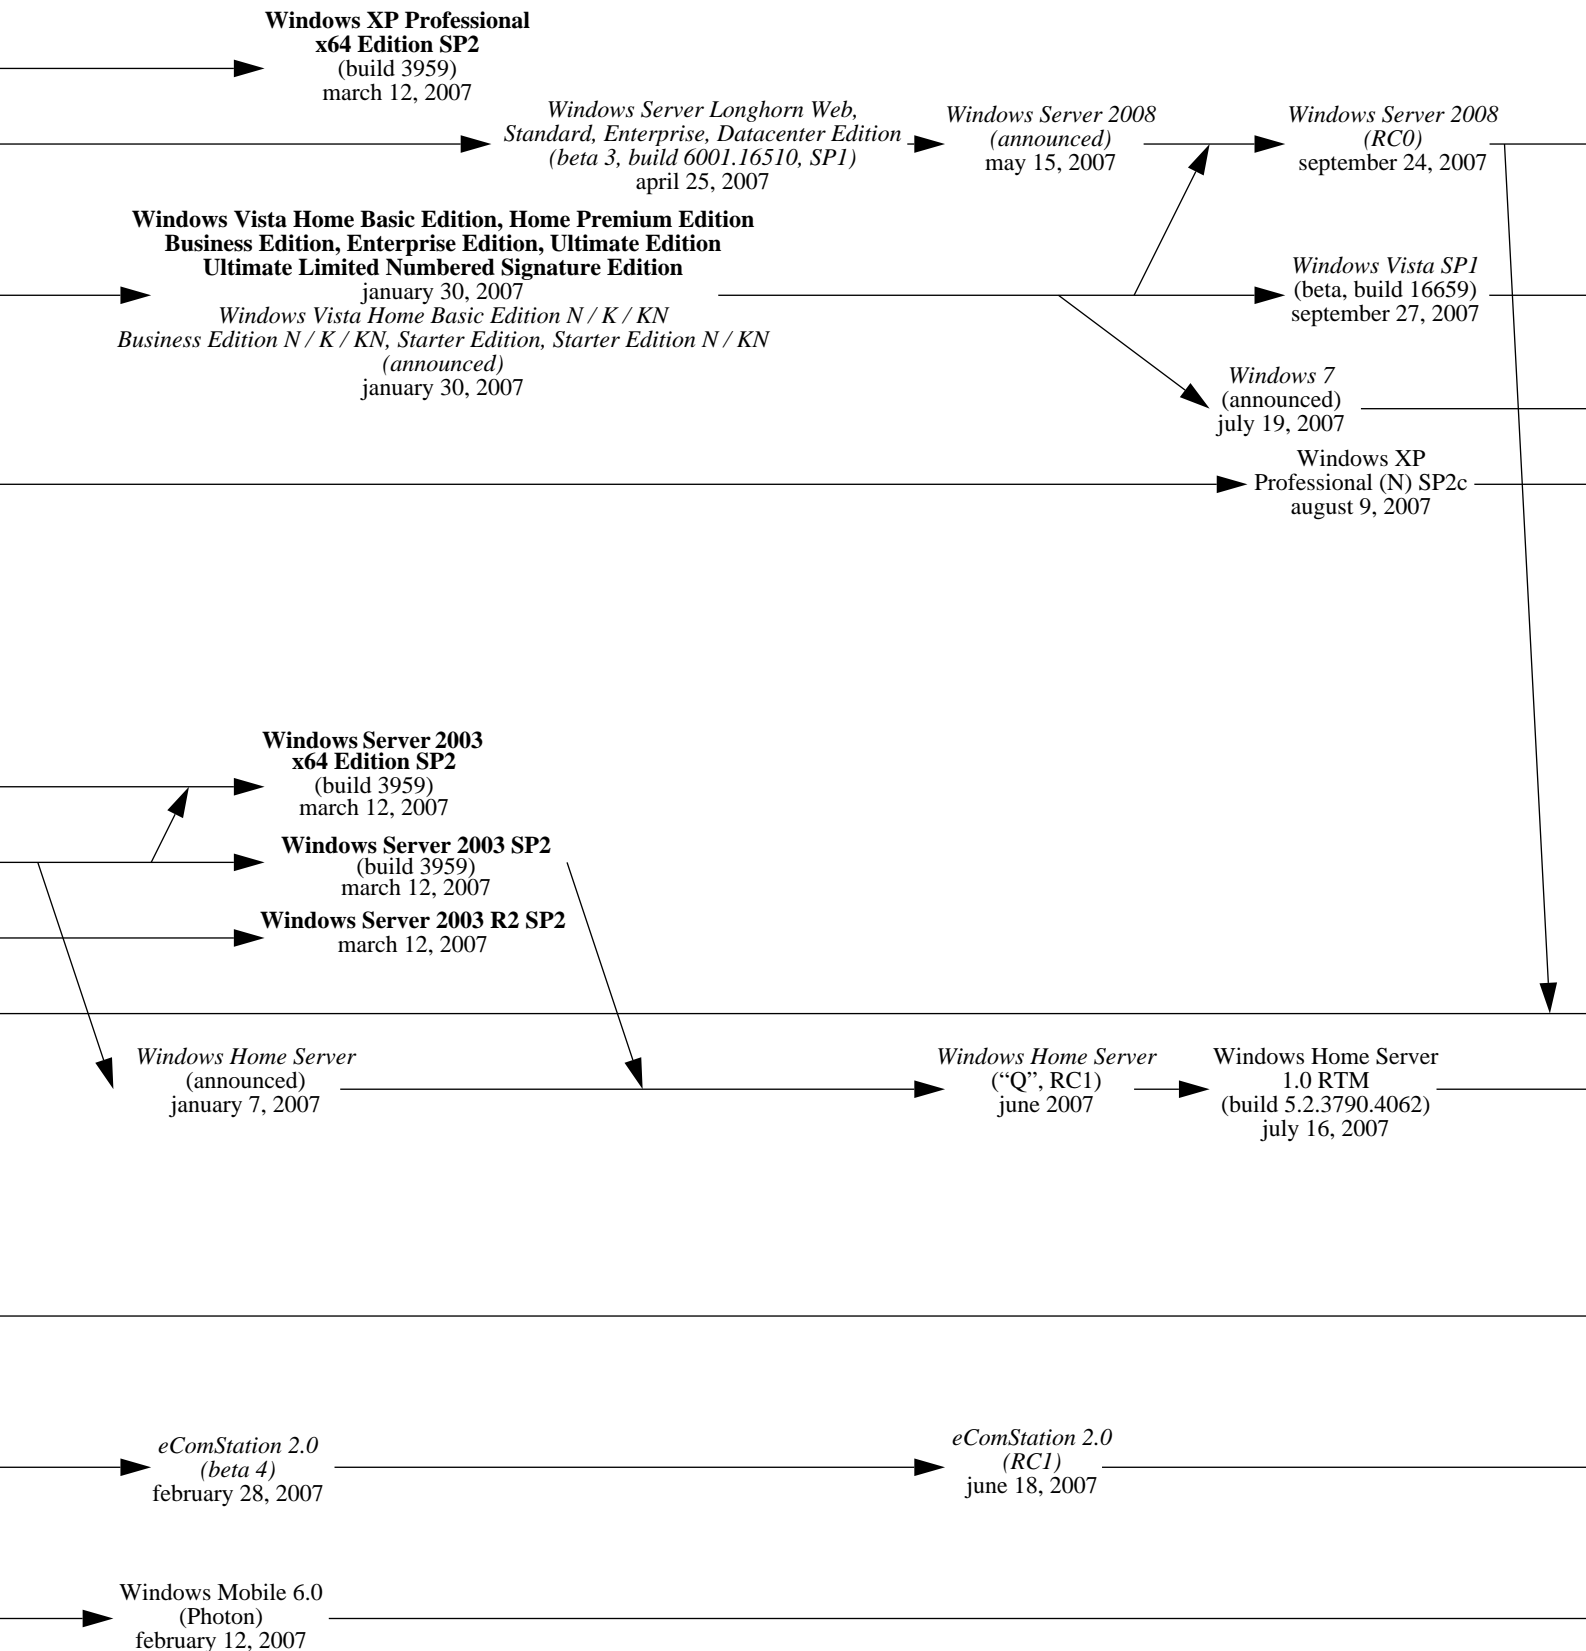 Windows XP Professional
x64 Edition SP2
(build 3959)
march 12, 2007
Windows Server Longhorn Web,
Standard, Enterprise, Datacenter Edition
(beta 3, build 6001.16510, SP1)
april 25, 2007
Windows Server 2008
(announced)
may 15, 2007
Windows Server 2008
(RC0)
september 24, 2007
Windows Vista Home Basic Edition, Home Premium Edition
Business Edition, Enterprise Edition, Ultimate Edition
Ultimate Limited Numbered Signature Edition
january 30, 2007
Windows Vista Home Basic Edition N / K / KN
Business Edition N / K / KN, Starter Edition, Starter Edition N / KN
(announced)
january 30, 2007
Windows Vista SP1
(beta, build 16659)
september 27, 2007
Windows 7
(announced)
july 19, 2007
Windows XP
Professional (N) SP2c
august 9, 2007
Windows Server 2003
x64 Edition SP2
(build 3959)
march 12, 2007
Windows Server 2003 SP2
(build 3959)
march 12, 2007
Windows Server 2003 R2 SP2
march 12, 2007
Windows Home Server
(announced)
january 7, 2007
Windows Home Server
(“Q”, RC1)
june 2007
Windows Home Server
1.0 RTM
(build 5.2.3790.4062)
july 16, 2007
eComStation 2.0
(beta 4)
february 28, 2007
eComStation 2.0
(RC1)
june 18, 2007
Windows Mobile 6.0
(Photon)
february 12, 2007